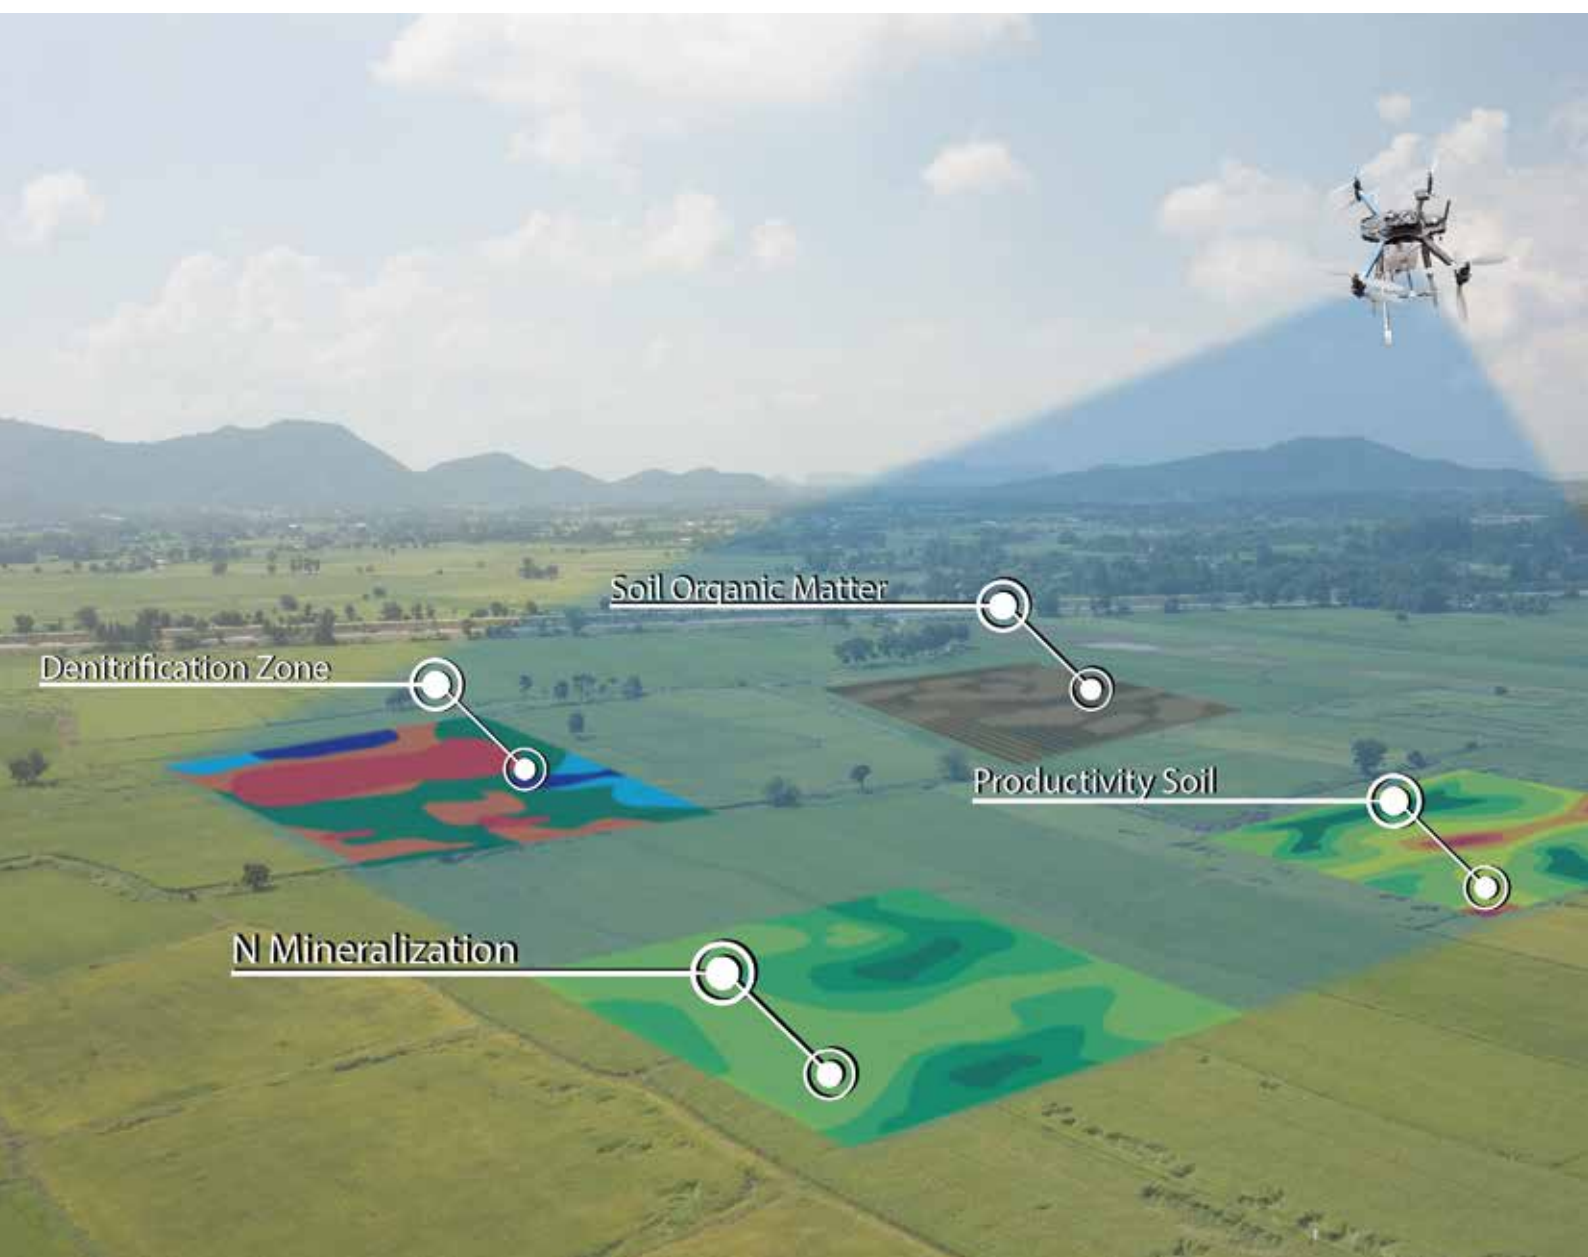 Soil Organic Matter
Denitrification Zone
Productivity Soil
N Mineralization